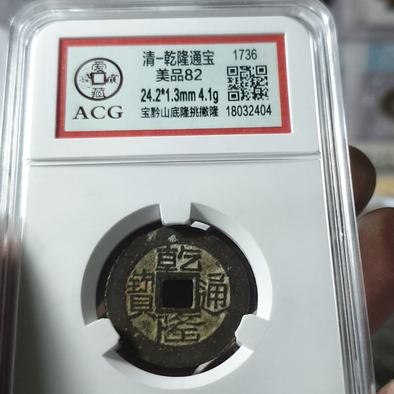 清-乾隆通宝 1736
美品82
24.2*1.3mm 4.1g
宝黔山底隆挑撇隆 18032404
ACG
乾隆通寶